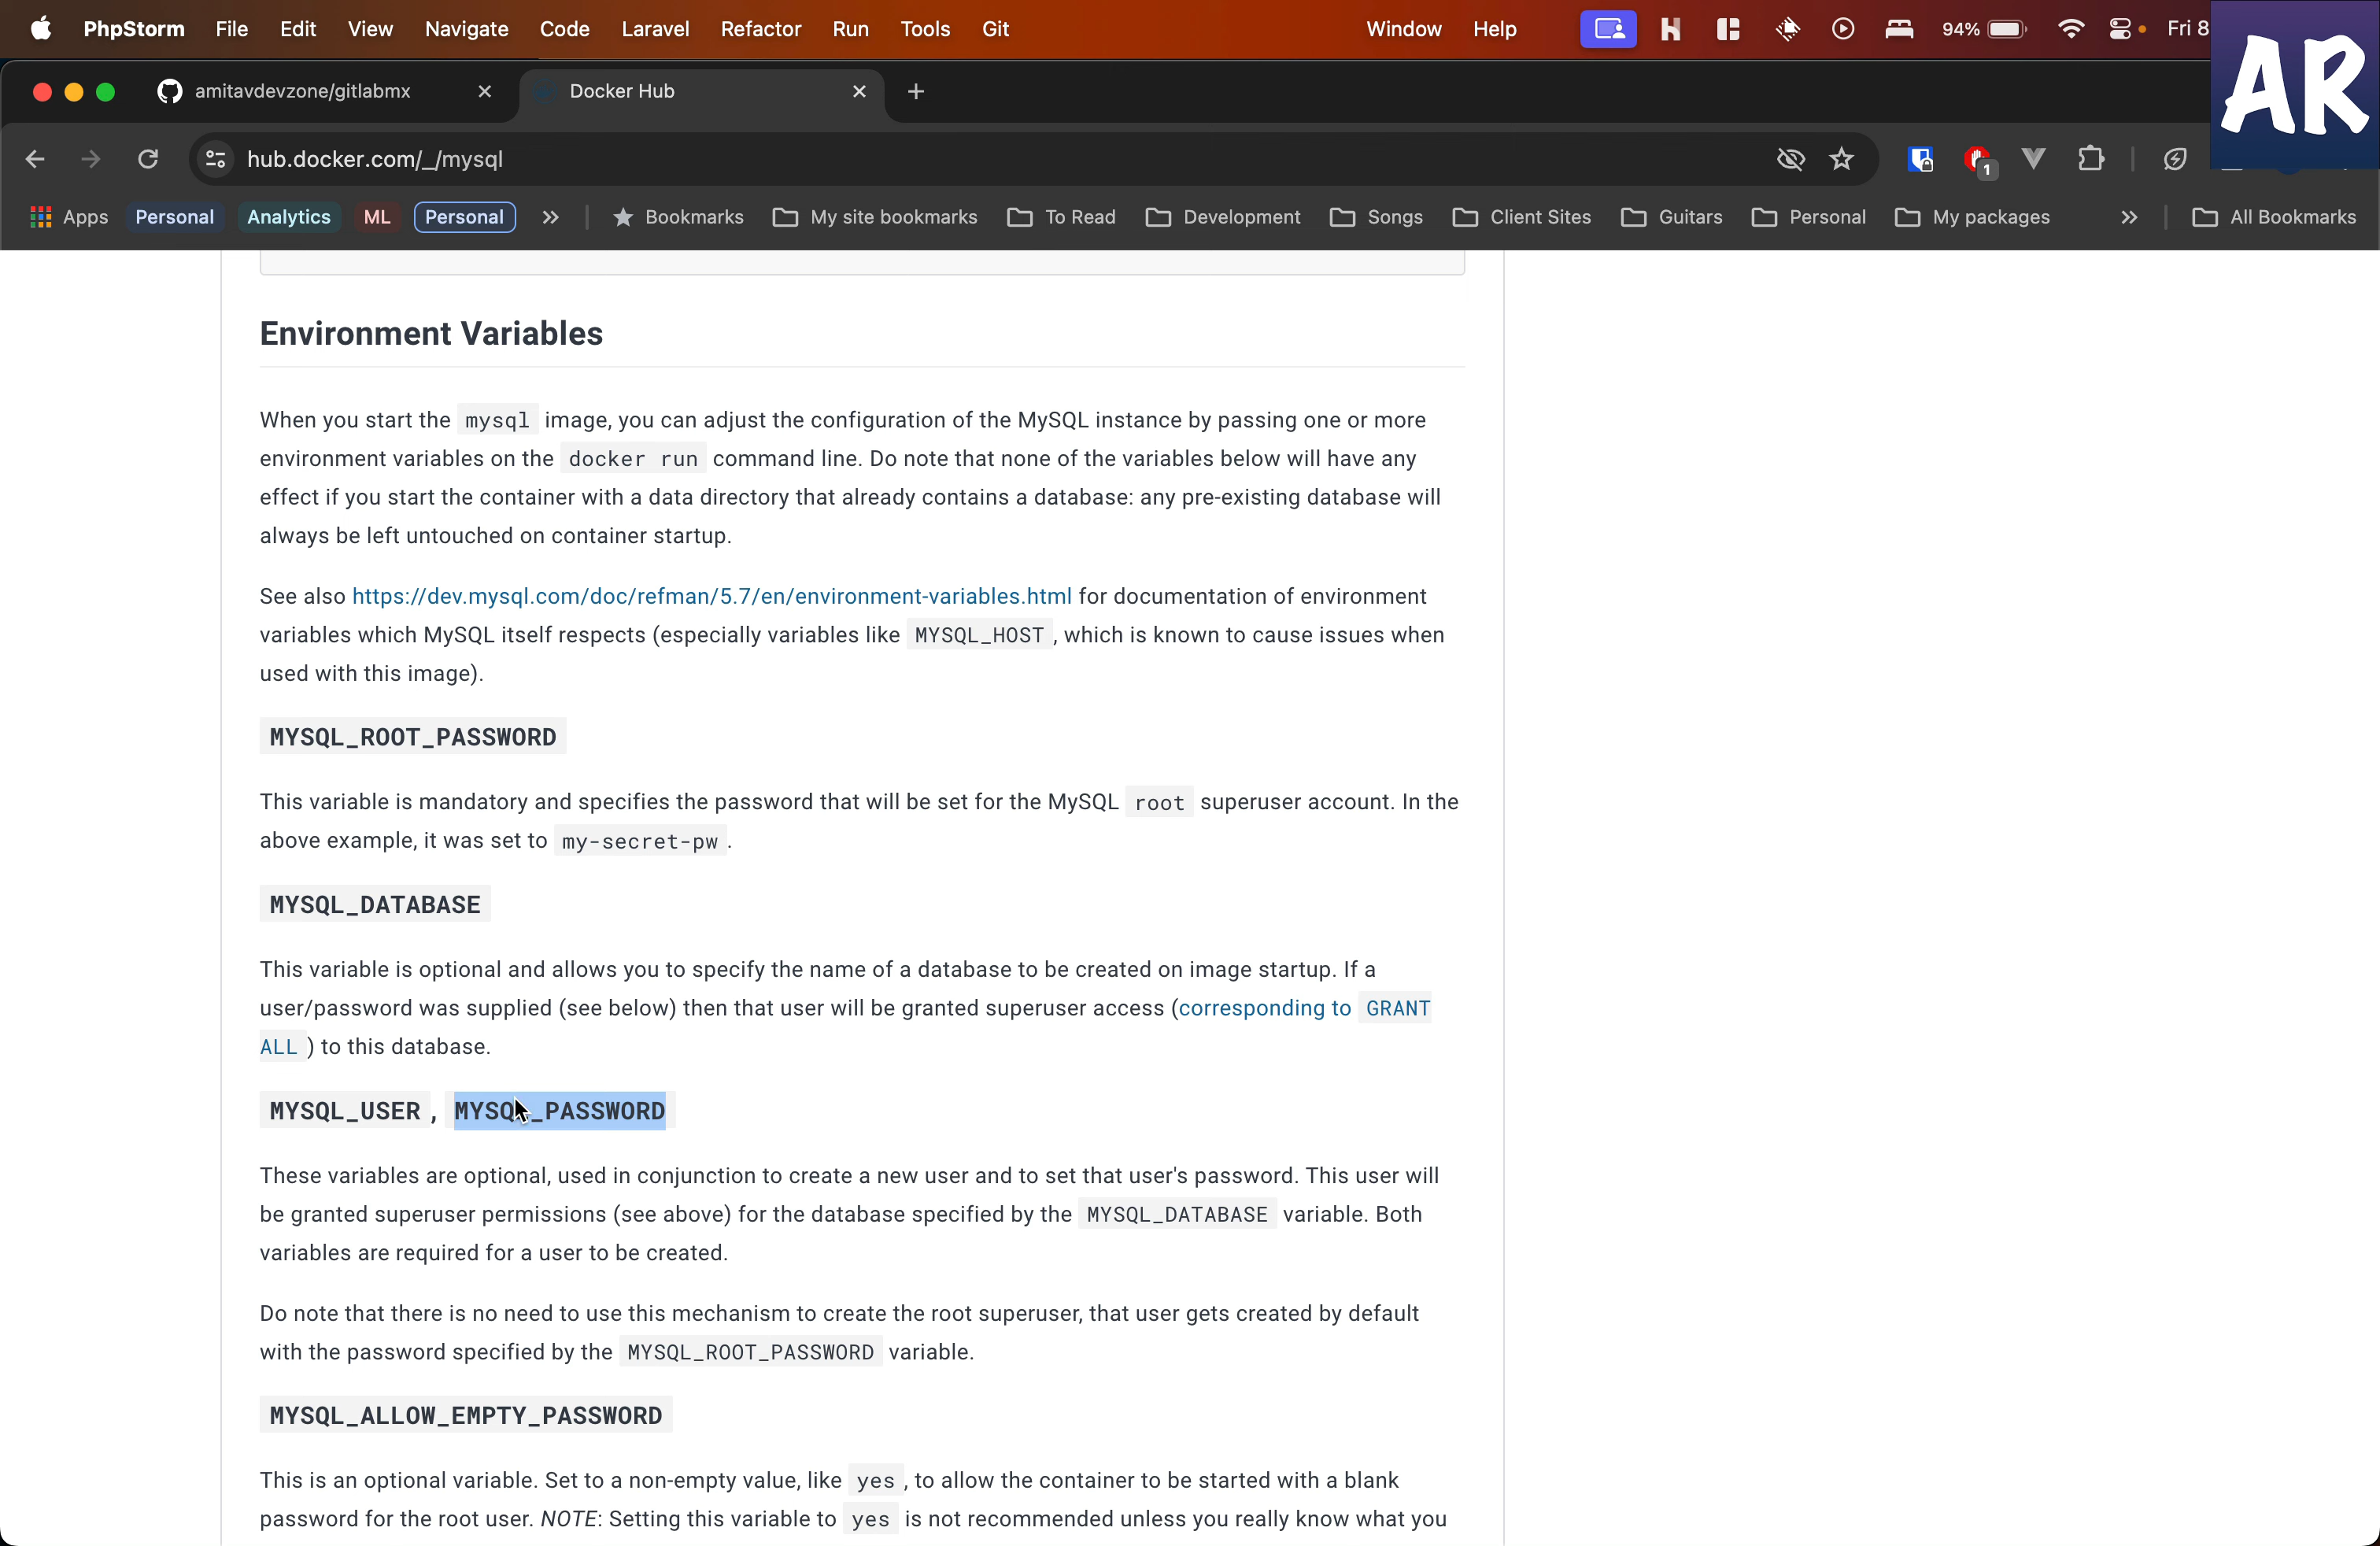 PhpStorm File Edit View Navigate Code Laravel Refactor Run Tools Git Window Help 94% Fri 8
AR
amitavdevzone/gitlabmx
Docker Hub
hub.docker.com/_/mysql
1
Apps Personal Analytics ML Personal Bookmarks My site bookmarks To Read Development Songs Client Sites Guitars Personal My packages All Bookmarks
Environment Variables
When you start the mysql image, you can adjust the configuration of the MySQL instance by passing one or more
environment variables on the docker run command line. Do note that none of the variables below will have any
effect if you start the container with a data directory that already contains a database: any pre-existing database will
always be left untouched on container startup.
See also https://dev.mysql.com/doc/refman/5.7/en/environment-variables.html for documentation of environment
variables which MySQL itself respects (especially variables like MYSQL_HOST, which is known to cause issues when
used with this image).
MYSQL_ROOT_PASSWORD
This variable is mandatory and specifies the password that will be set for the MySQL root superuser account. In the
above example, it was set to my-secret-pw.
MYSQL_DATABASE
This variable is optional and allows you to specify the name of a database to be created on image startup. If a
user/password was supplied (see below) then that user will be granted superuser access (corresponding to GRANT
ALL ) to this database.
MYSQL_USER, MYSQL_PASSWORD
These variables are optional, used in conjunction to create a new user and to set that user's password. This user will
be granted superuser permissions (see above) for the database specified by the MYSQL_DATABASE variable. Both
variables are required for a user to be created.
Do note that there is no need to use this mechanism to create the root superuser, that user gets created by default
with the password specified by the MYSQL_ROOT_PASSWORD variable.
MYSQL_ALLOW_EMPTY_PASSWORD
This is an optional variable. Set to a non-empty value, like yes, to allow the container to be started with a blank
password for the root user. NOTE: Setting this variable to yes is not recommended unless you really know what you